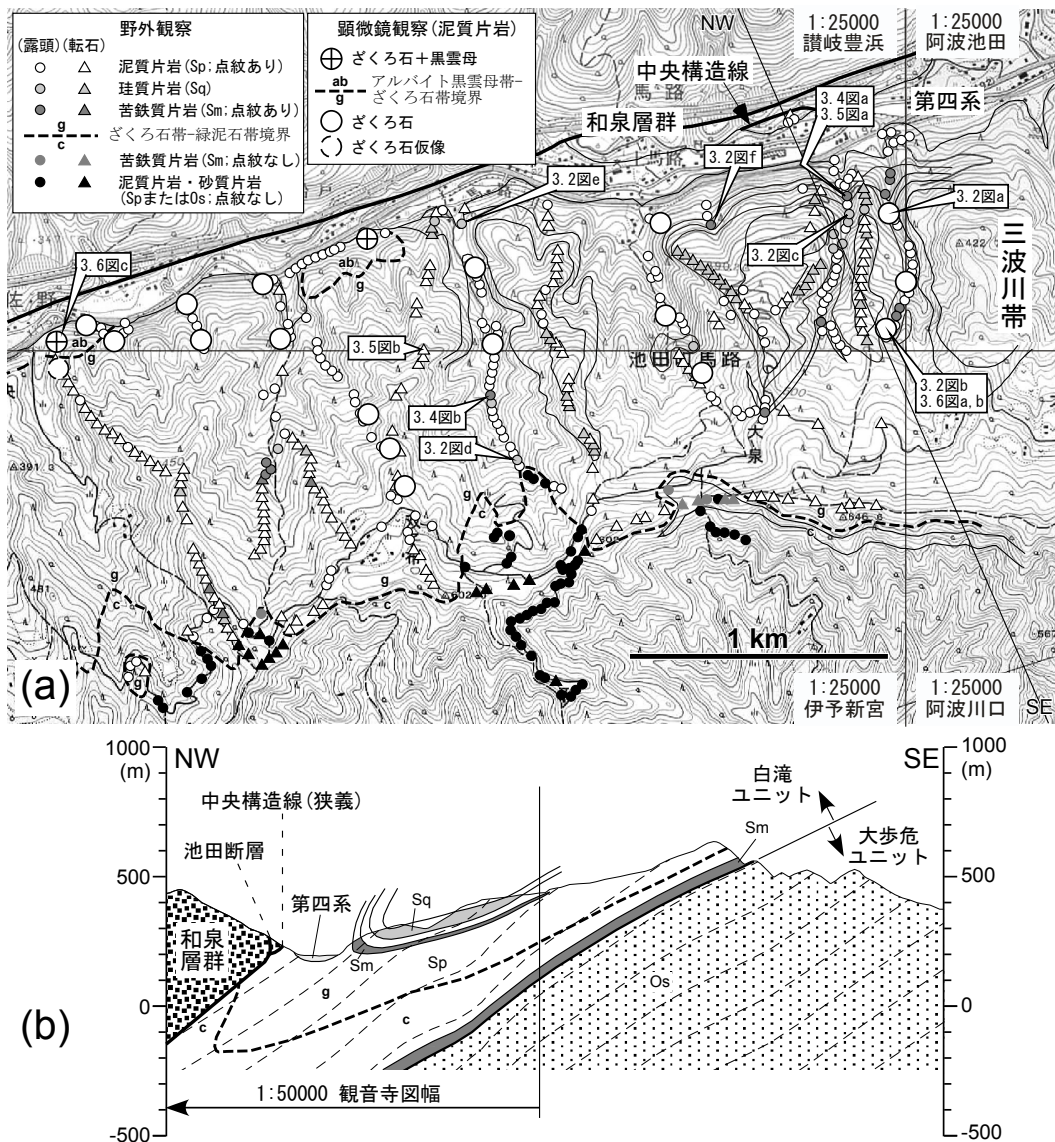 野外観察
(露頭)(転石)
泥質片岩(Sp;点紋あり)
珪質片岩(Sq)
苦鉄質片岩(Sm;点紋あり)
g
ざくろ石帯-緑泥石帯境界
c
苦鉄質片岩(Sm;点紋なし)
泥質片岩・砂質片岩
(SpまたはOs;点紋なし)
顕微鏡観察(泥質片岩)
ざくろ石+黒雲母
ab
アルバイト黒雲母帯-
g
ざくろ石帯境界
ざくろ石
ざくろ石仮像
NW
1:25000
讃岐豊浜
1:25000
阿波池田
中央構造線
馬路
和泉層群
第四系
3.4図a
3.5図a
3.2図f
3.2図e
3.2図a
3.2図c
三波川帯
422
3.6図c
佐野
ab
g
ab
g
3.5図b
池田町馬路
3.2図b
3.6図a,b
3.4図b
3.2図d
大
泉
391.3
g
c
g
c
g
c
g
c
g
481
602
646.8
567
1 km
(a)
1:25000
伊予新宮
1:25000
阿波川口
SE
1000
(m)
NW
SE
1000
(m)
中央構造線(狭義)
池田断層
白滝
ユニット
大歩危
ユニット
Sm
500
第四系
Sq
500
和泉
層群
Sm
Sp
g
Os
0
c
c
0
(b)
1:50000 観音寺図幅
-500
-500